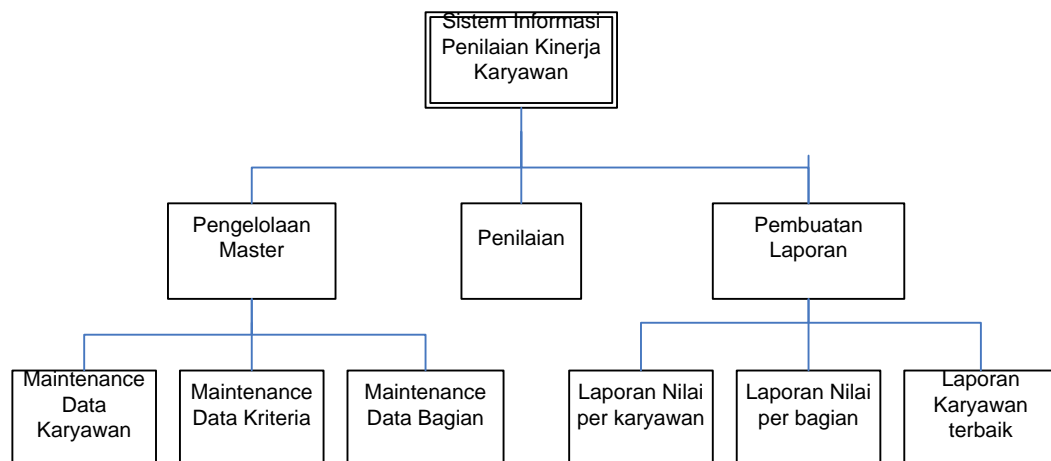 Sistem Informasi
Penilaian Kinerja
Karyawan
Pengelolaan
Master
Penilaian
Pembuatan
Laporan
Maintenance
Data
Karyawan
Maintenance
Data Kriteria
Maintenance
Data Bagian
Laporan Nilai
per karyawan
Laporan Nilai
per bagian
Laporan
Karyawan
terbaik